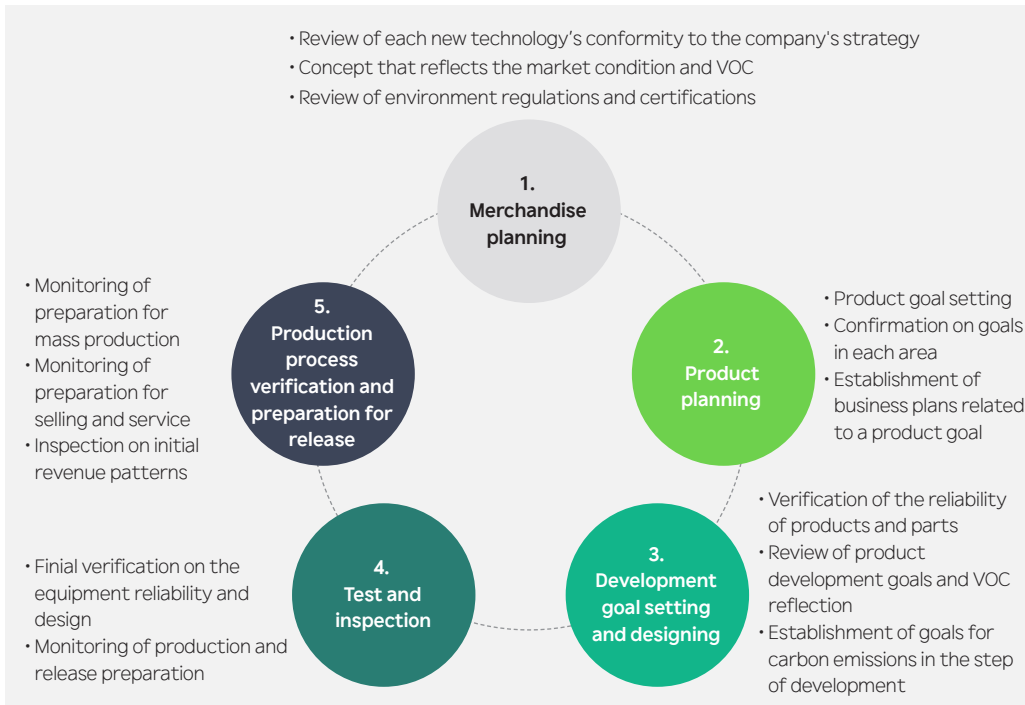 • Review of each new technology's conformity to the company's strategy
• Concept that reflects the market condition and VOC
• Review of environment regulations and certifications
1.
Merchandise
planning
2.
Product
planning
• Product goal setting
• Confirmation on goals
in each area
• Establishment of
business plans related
to a product goal
3.
Development
goal setting
and designing
• Verification of the reliability
of products and parts
• Review of product
development goals and VOC
reflection
• Establishment of goals for
carbon emissions in the step
of development
4.
Test and
inspection
• Finial verification on the
equipment reliability and
design
• Monitoring of production and
release preparation
5.
Production
process
verification and
preparation for
release
• Monitoring of
preparation for
mass production
• Monitoring of
preparation for
selling and service
• Inspection on initial
revenue patterns